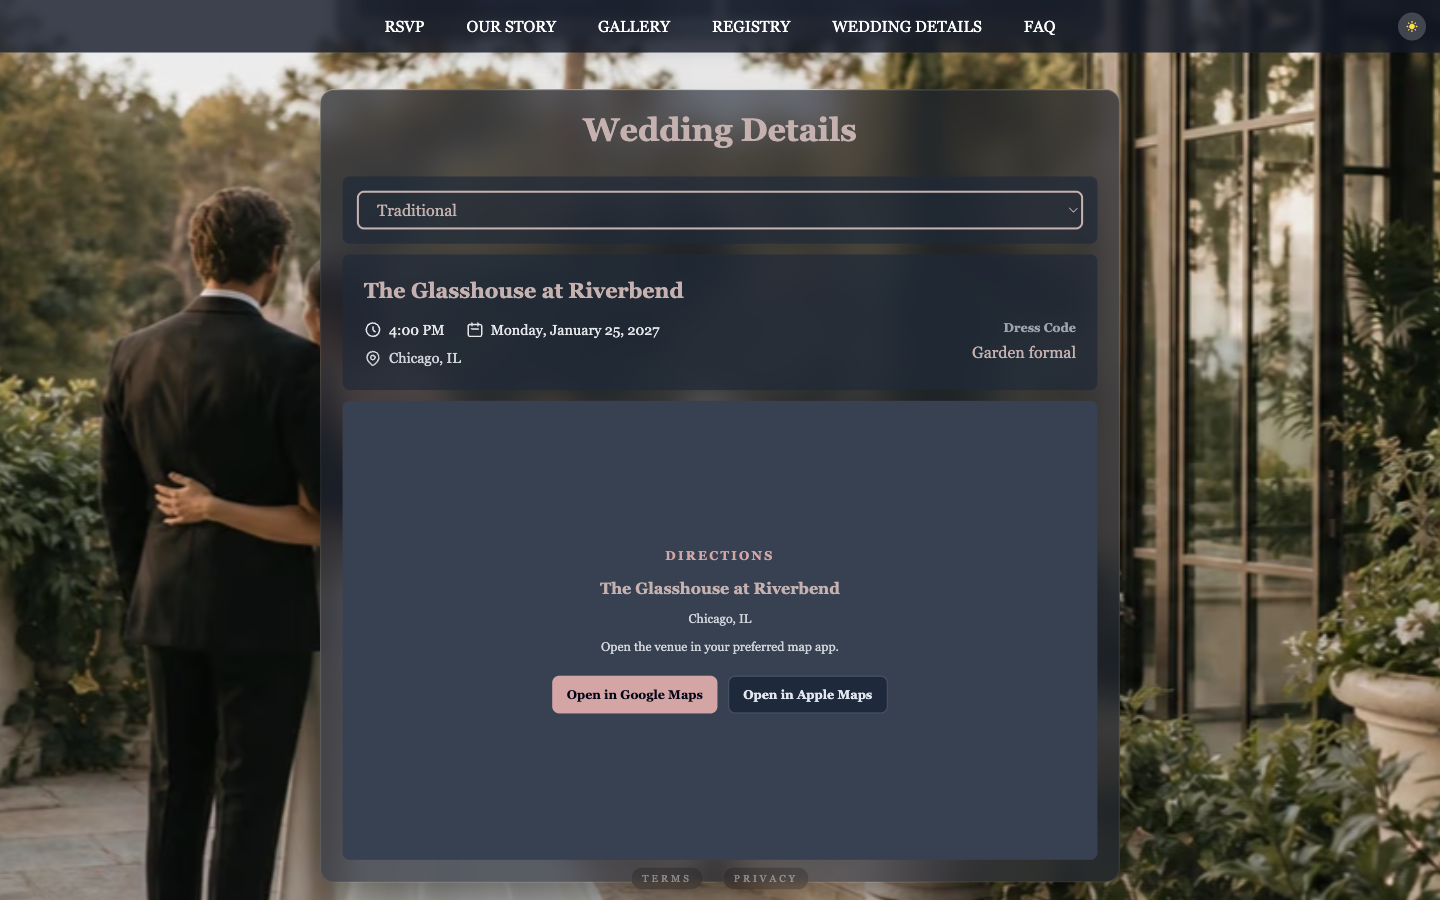 RSVP OUR STORY GALLERY REGISTRY WEDDING DETAILS FAQ
Wedding Details
Traditional
The Glasshouse at Riverbend
4:00 PM Monday, January 25, 2027
Chicago, IL
Dress Code
Garden formal
DIRECTIONS
The Glasshouse at Riverbend
Chicago, IL
Open the venue in your preferred map app.
Open in Google Maps Open in Apple Maps
TERMS PRIVACY